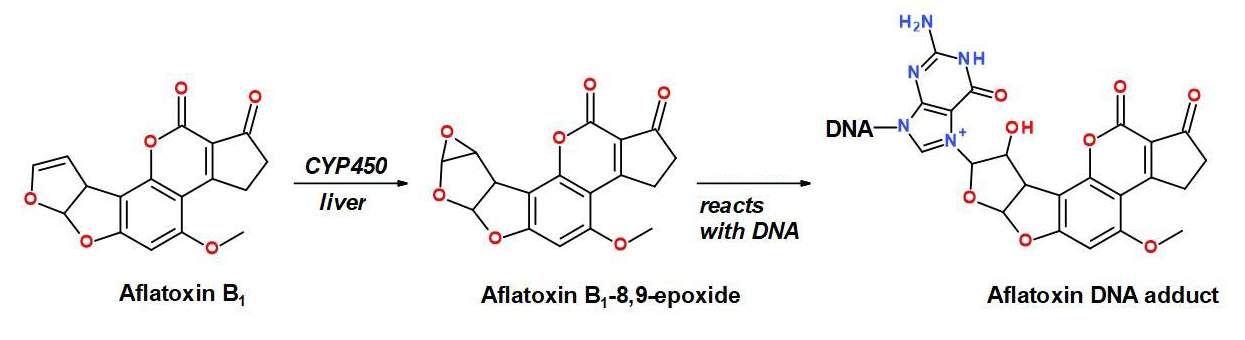 H2N
N
NH
O
O
O
O
O
O
O
O
DNA
N
N+
OH
O
O
O
CYP450
O
O
O
liver
reacts
with DNA
O
O
O
O
O
O
Aflatoxin B1
Aflatoxin B1-8,9-epoxide
Aflatoxin DNA adduct